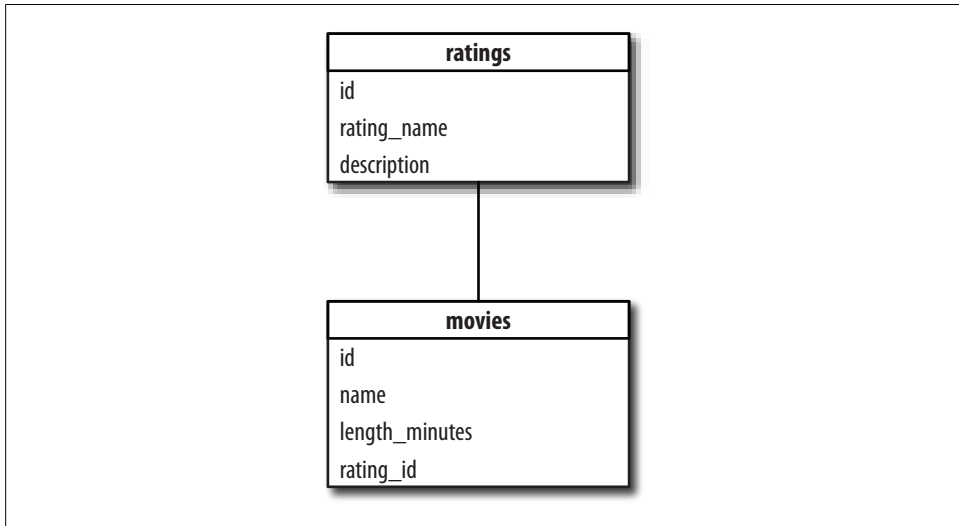 ratings
id
rating_name
description
movies
id
name
length_minutes
rating_id